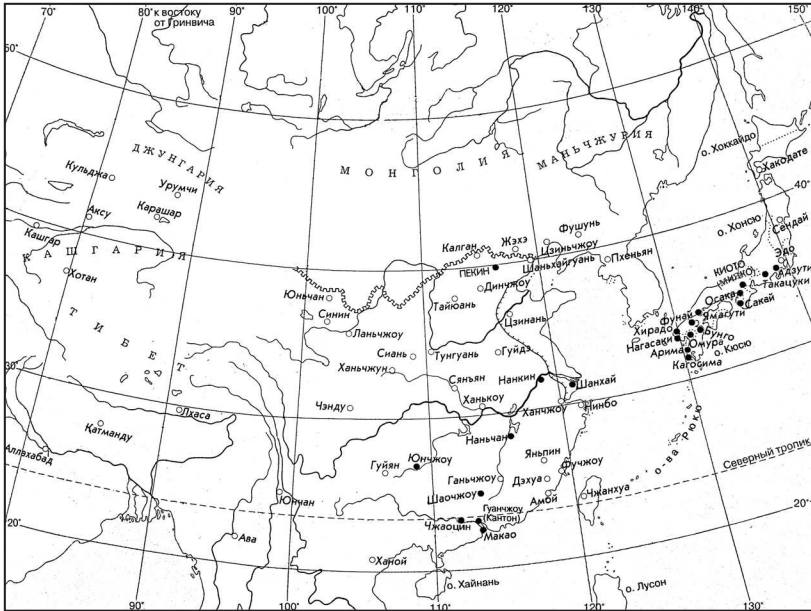 70°
к востоку
от Гринвича
80°
90°
100°
110°
120°
130°
140°
150°
50°
ДЖУНГАРИЯ
МОНГОЛИЯ
МАНЬЧЖУРИЯ
о. Хоккайдо
Хакодате
Кульджа
Урумчи
Аксу
Карашар
40°
Кашгар
КАШГАРИЯ
Хотан
Калган
Жэхэ
Фушунь
Цзиньчжоу
ПЕКИН
Шаньхайгуань
Пхеньян
о. Хонсю
Сендай
Эдо
КИОТО
МИЯКО
Адзути
Такацуки
Юньчан
Тайюань
Динчжоу
Осака
Сакай
Синин
Цзинань
Фунай
Ямасути
Ланьчжоу
Хирадо
Бунго
ТИБЕТ
Сиань
Тунгуань
Гуйдэ
Нагасаки
Омура
Арима
о. Кюсю
Ханьчжун
Кагосима
30°
Сянъян
Нанкин
Шанхай
Чэнду
Ханькоу
Ханчжоу
Нинбо
Лхаса
Катманду
Наньчан
о-ва РЮКЮ
Аллахабад
Гуйян
Юнчжоу
Яньпин
Фучжоу
Северный тропик
Ганьчжоу
Дэхуа
Юнчан
Шаочжоу
Амой
Чжанхуа
Гуанчжоу
(Кантон)
Чжаоцин
Макао
20°
Ава
Ханой
о. Хайнань
о. Лусон
90°
100°
110°
120°
130°